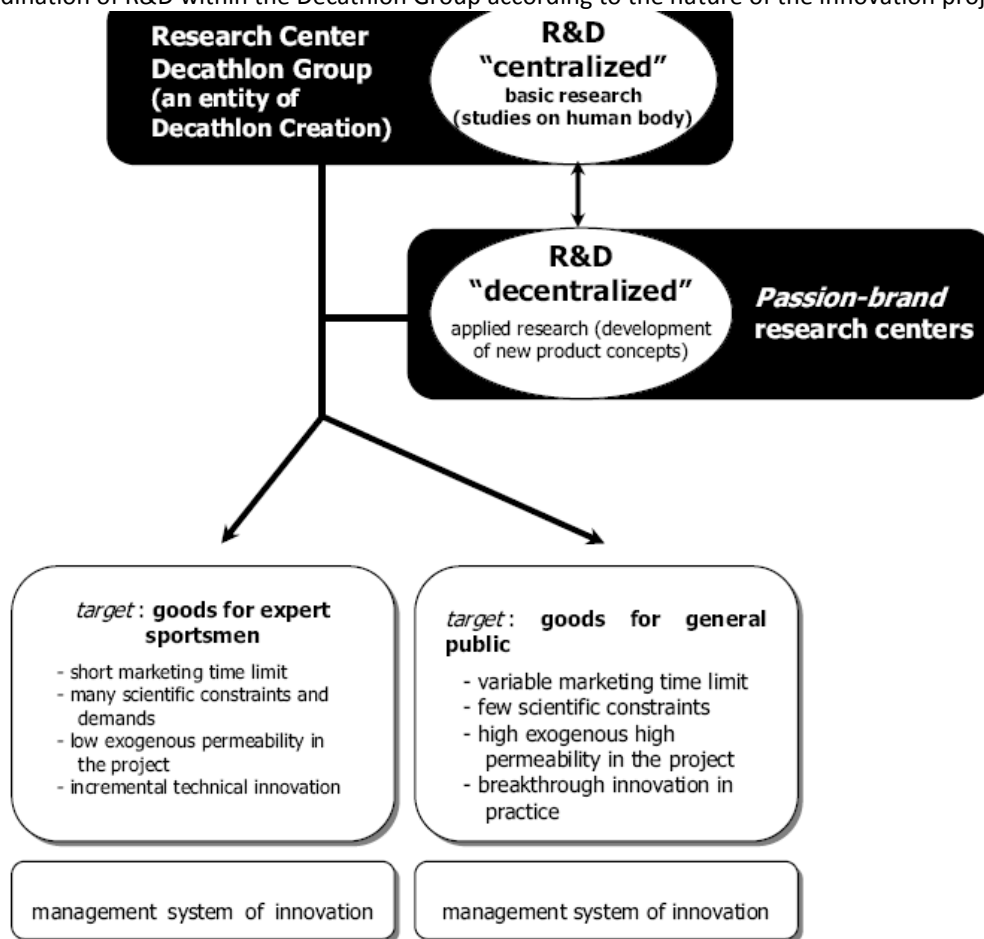 dination of R&D within the Decathlon Group according to the nature of the innovation proj
Research Center
Decathlon Group
(an entity of
Decathlon Creation)
R&D
“centralized”
basic research
(studies on human body)
R&D
“decentralized”
applied research (development
of new product concepts)
Passion-brand
research centers
target : goods for expert
sportsmen
- short marketing time limit
- many scientific constraints and
demands
- low exogenous permeability in
the project
- incremental technical innovation
target : goods for general
public
- variable marketing time limit
- few scientific constraints
- high exogenous high
permeability in the project
- breakthrough innovation in
practice
management system of innovation
management system of innovation